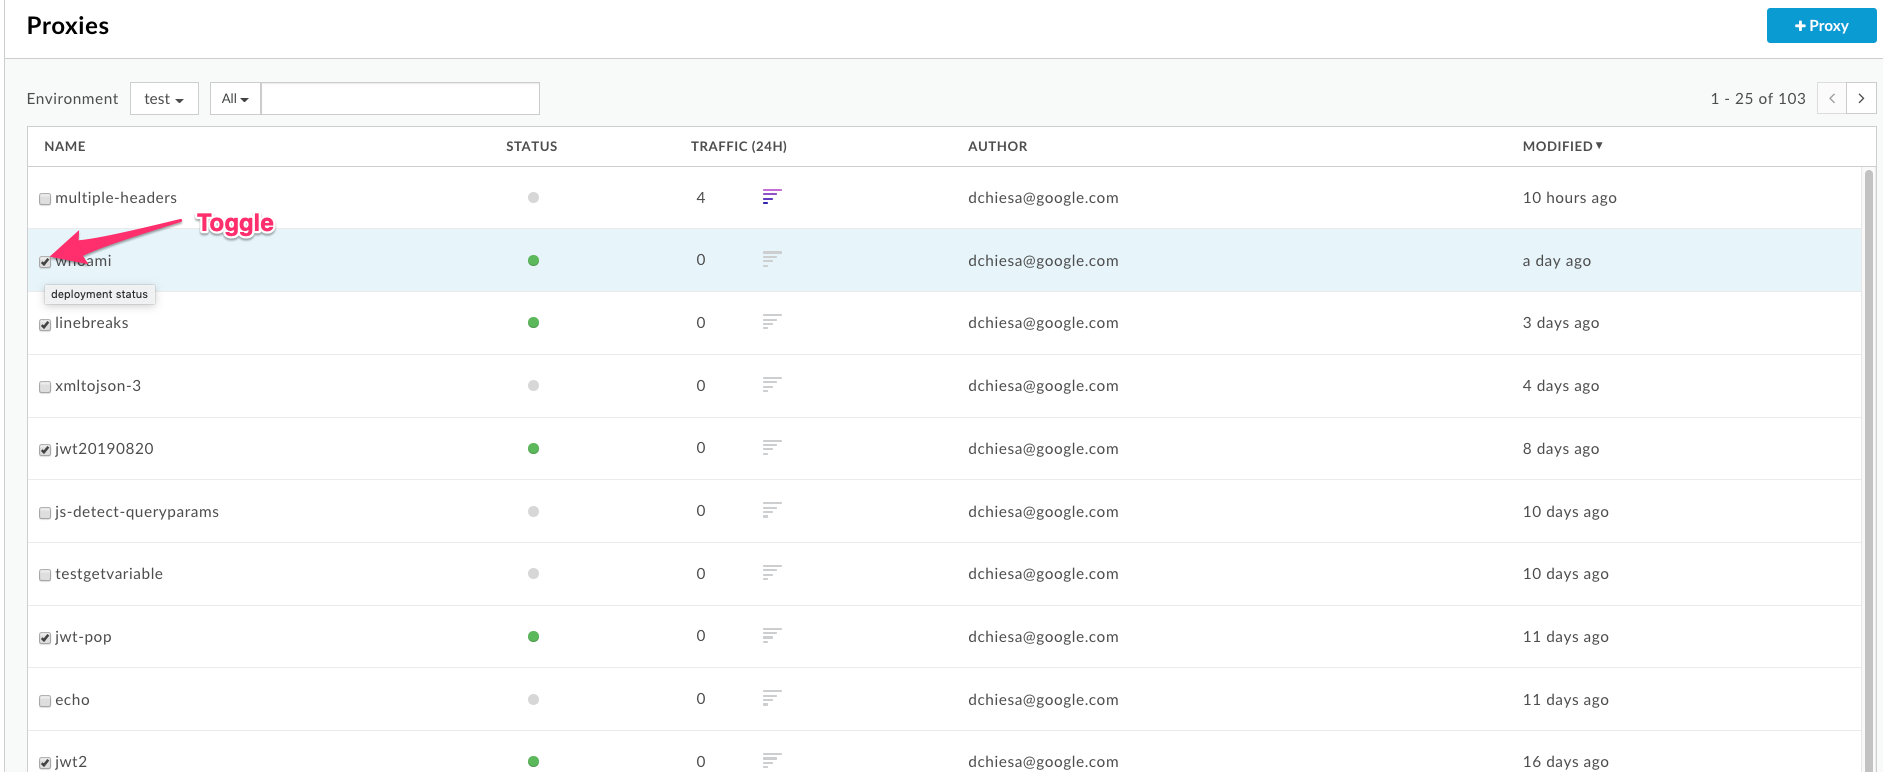 Proxies
+ Proxy
Environment test All 1 - 25 of 103
NAME STATUS TRAFFIC (24H) AUTHOR MODIFIED
multiple-headers 4 dchiesa@google.com 10 hours ago
Toggle
whoami 0 dchiesa@google.com a day ago
deployment status
linebreaks 0 dchiesa@google.com 3 days ago
xmltojson-3 0 dchiesa@google.com 4 days ago
jwt20190820 0 dchiesa@google.com 8 days ago
js-detect-queryparams 0 dchiesa@google.com 10 days ago
testgetvariable 0 dchiesa@google.com 10 days ago
jwt-pop 0 dchiesa@google.com 11 days ago
echo 0 dchiesa@google.com 11 days ago
jwt2 0 dchiesa@google.com 16 days ago